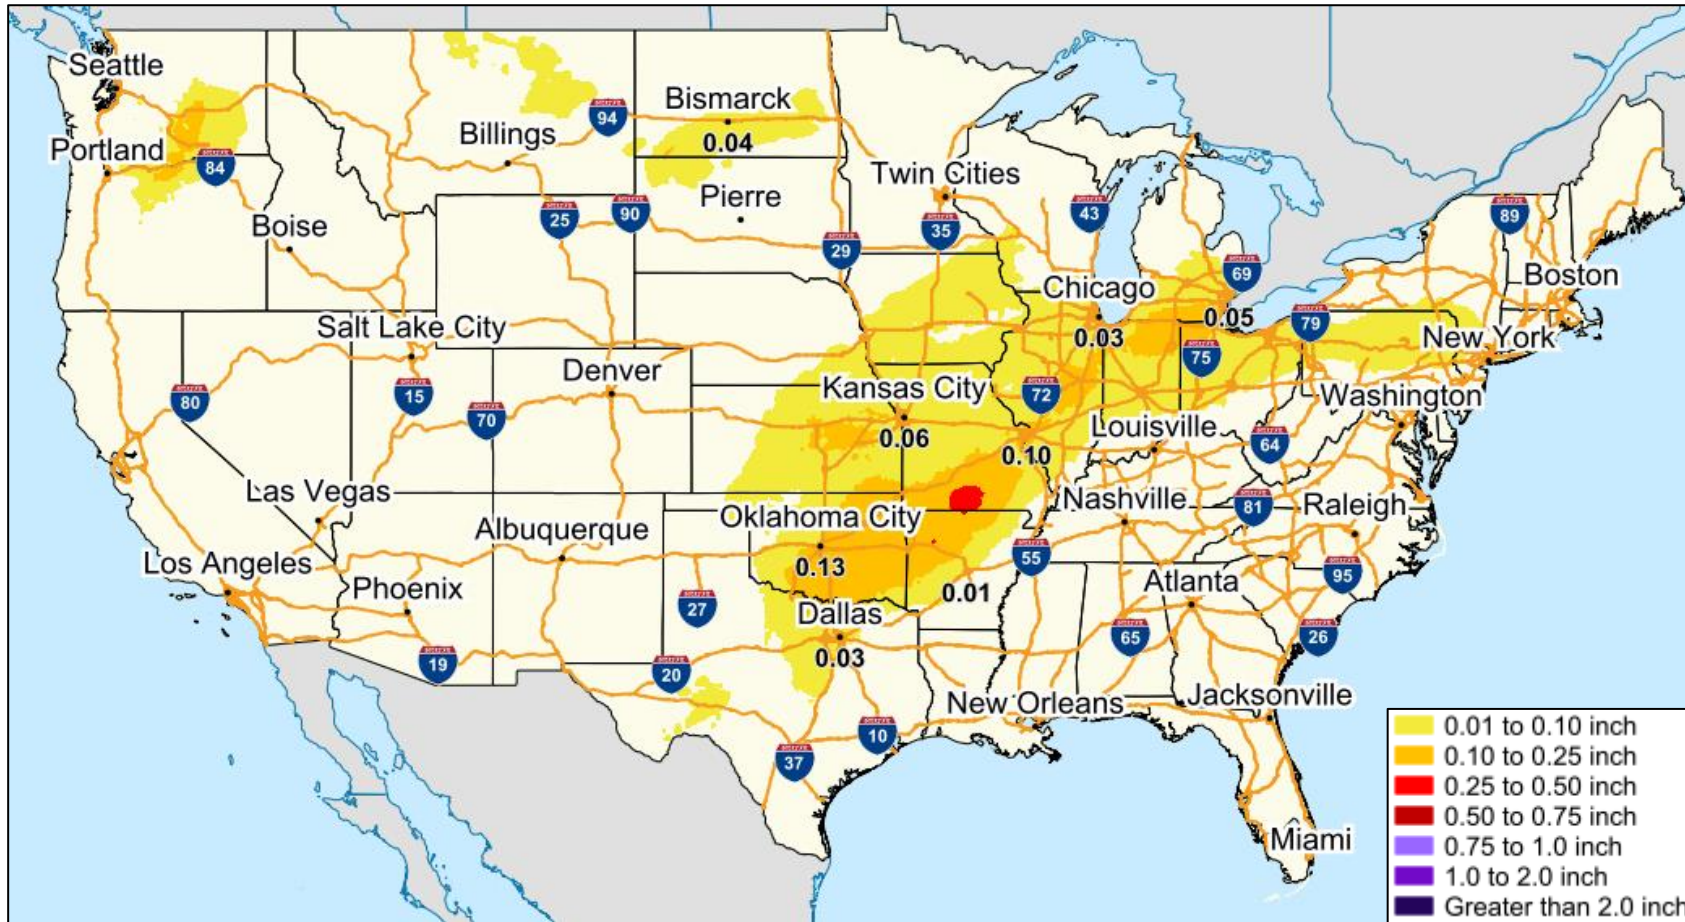 Seattle
Bismarck
94
Billings
0.04
Portland
84
Twin Cities
Pierre
43
89
25
90
35
Boise
29
69
Boston
Chicago
Salt Lake City
0.05
79
0.03
New York
75
Denver
Kansas City
72
Washington
15
80
70
0.06
Louisville
64
0.10
Las Vegas
Nashville
81
Raleigh
Oklahoma City
Albuquerque
55
Los Angeles
0.13
95
Phoenix
0.01
Atlanta
27
Dallas
65
26
0.03
19
20
New Orleans
Jacksonville
10
37
0.01 to 0.10 inch
0.10 to 0.25 inch
0.25 to 0.50 inch
0.50 to 0.75 inch
0.75 to 1.0 inch
1.0 to 2.0 inch
Greater than 2.0 inch
Miami